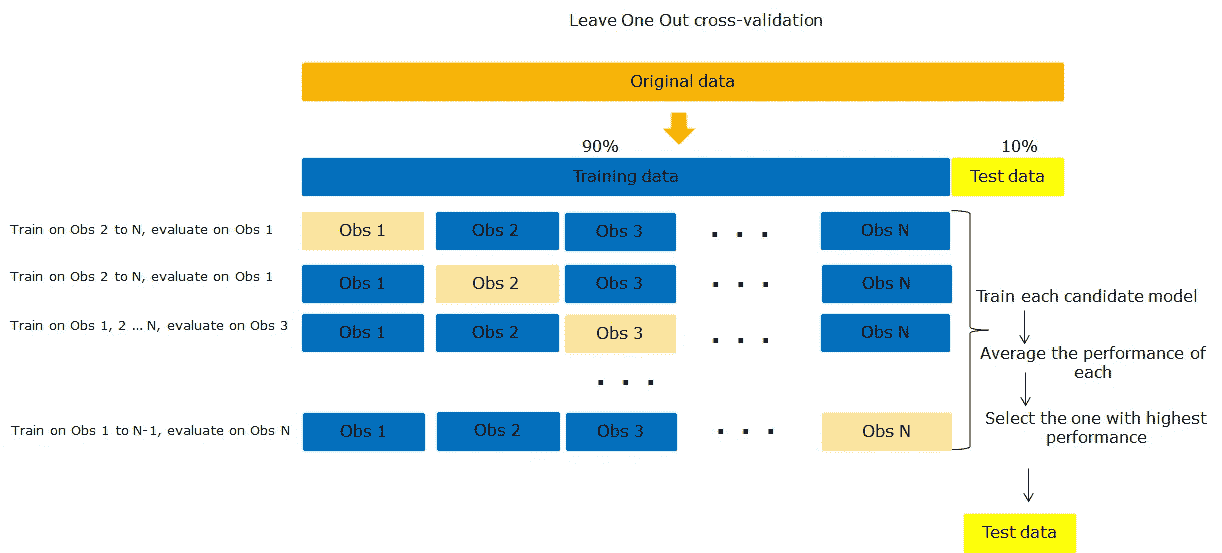 Leave One Out cross-validation
Original data
90%
10%
Training data
Test data
Train on Obs 2 to N, evaluate on Obs 1
Obs 1
Obs 2
Obs 3
. . .
Obs N
Train on Obs 2 to N, evaluate on Obs 1
Obs 1
Obs 2
Obs 3
. . .
Obs N
Train on Obs 1, 2 ... N, evaluate on Obs 3
Obs 1
Obs 2
Obs 3
. . .
Obs N
. . .
Train on Obs 1 to N-1, evaluate on Obs N
Obs 1
Obs 2
Obs 3
. . .
Obs N
Train each candidate model
Average the performance of
each
Select the one with highest
performance
Test data